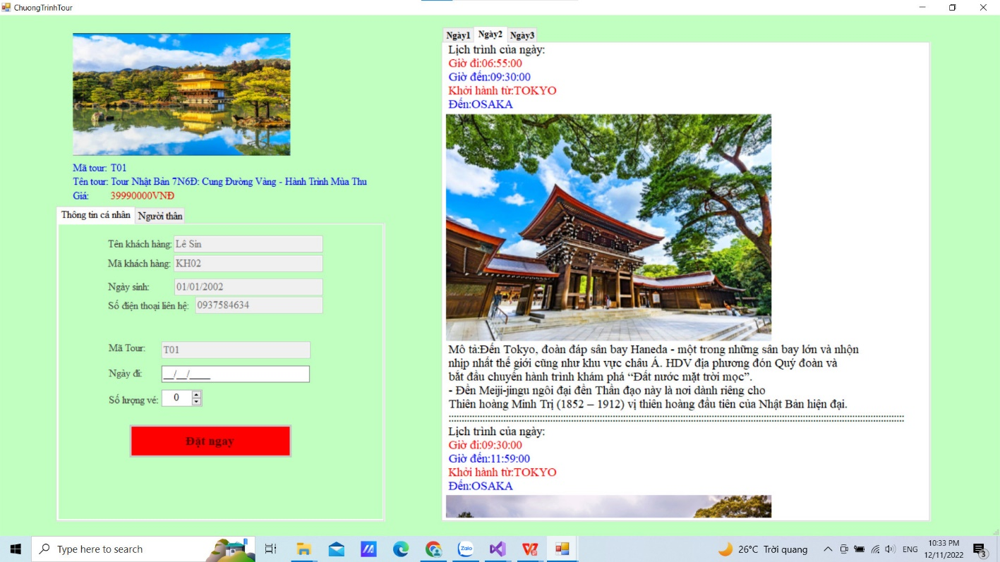 ChuongTrinhTour
Mã tour: T01
Tên tour: Tour Nhật Bản 7N6Đ: Cung Đường Vàng - Hành Trình Mùa Thu
Giá: 39990000VNĐ
Thông tin cá nhân Người thân
Tên khách hàng: Lê Sin
Mã khách hàng: KH02
Ngày sinh: 01/01/2002
Số điện thoại liên hệ: 0937584634
Mã Tour: T01
Ngày đi: __/__/____
Số lượng vé: 0
Đặt ngay
Ngày1 Ngày2 Ngày3
Lịch trình của ngày:
Giờ đi:06:55:00
Giờ đến:09:30:00
Khởi hành từ:TOKYO
Đến:OSAKA
Mô tả:Đến Tokyo, đoàn đáp sân bay Haneda - một trong những sân bay lớn và nhộn
nhịp nhất thế giới cũng như khu vực châu Á. HDV địa phương đón Quý đoàn và
bắt đầu chuyến hành trình khám phá “Đất nước mặt trời mọc”.
- Đền Meiji-jingu ngôi đại đền Thần đạo này là nơi dành riêng cho
Thiên hoàng Minh Trị (1852 – 1912) vị thiên hoàng đầu tiên của Nhật Bản hiện đại.
Lịch trình của ngày:
Giờ đi:09:30:00
Giờ đến:11:59:00
Khởi hành từ:TOKYO
Đến:OSAKA
Type here to search
Zalo
26°C Trời quang
ENG
10:33 PM
12/11/2022
3